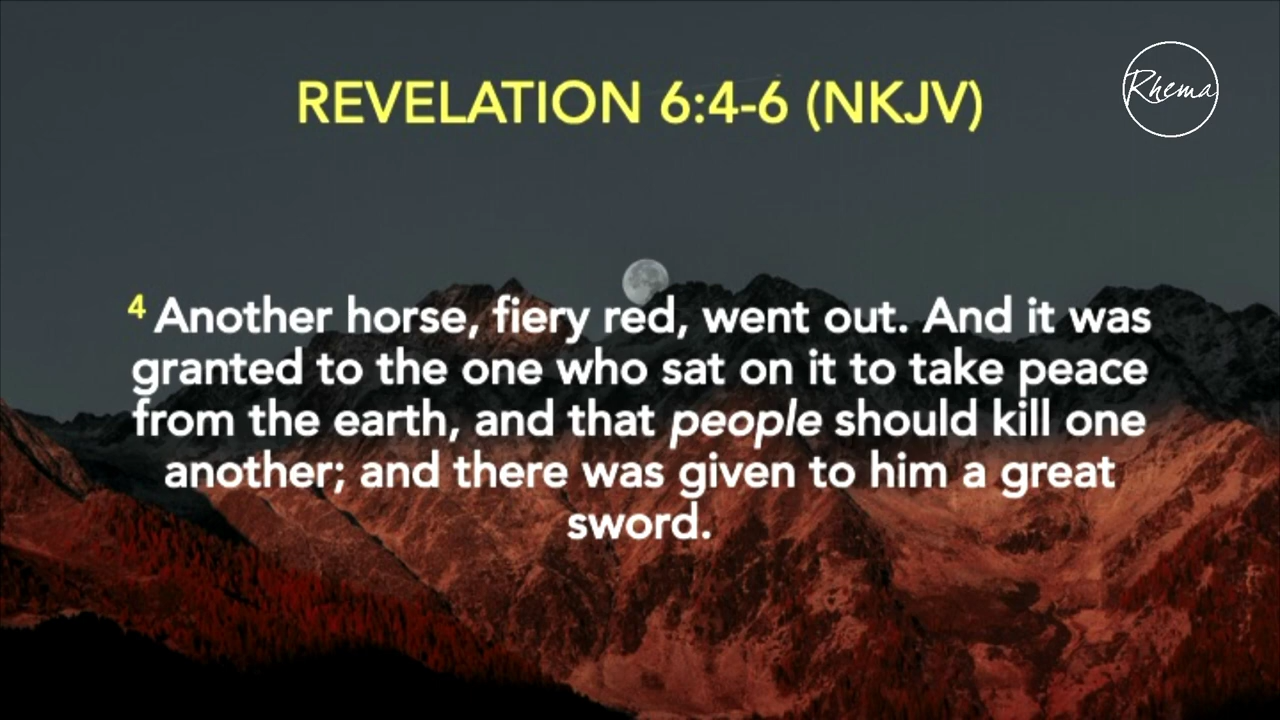 REVELATION 6:4-6 (NKJV)
Rhema
4 Another horse, fiery red, went out. And it was
granted to the one who sat on it to take peace
from the earth, and that people should kill one
another; and there was given to him a great
sword.